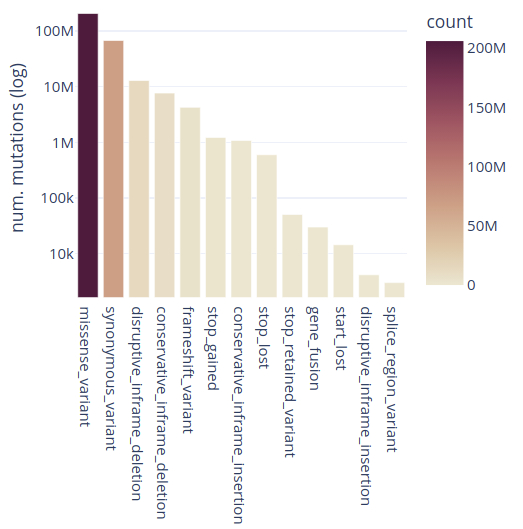 count
100M
10M
1M
100k
10k
num. mutations (log)
200M
150M
100M
50M
0
missense_variant
synonymous_variant
disruptive_inframe_deletion
conservative_inframe_deletion
frameshift_variant
stop_gained
conservative_inframe_insertion
stop_lost
stop_retained_variant
gene_fusion
start_lost
disruptive_inframe_insertion
splice_region_variant